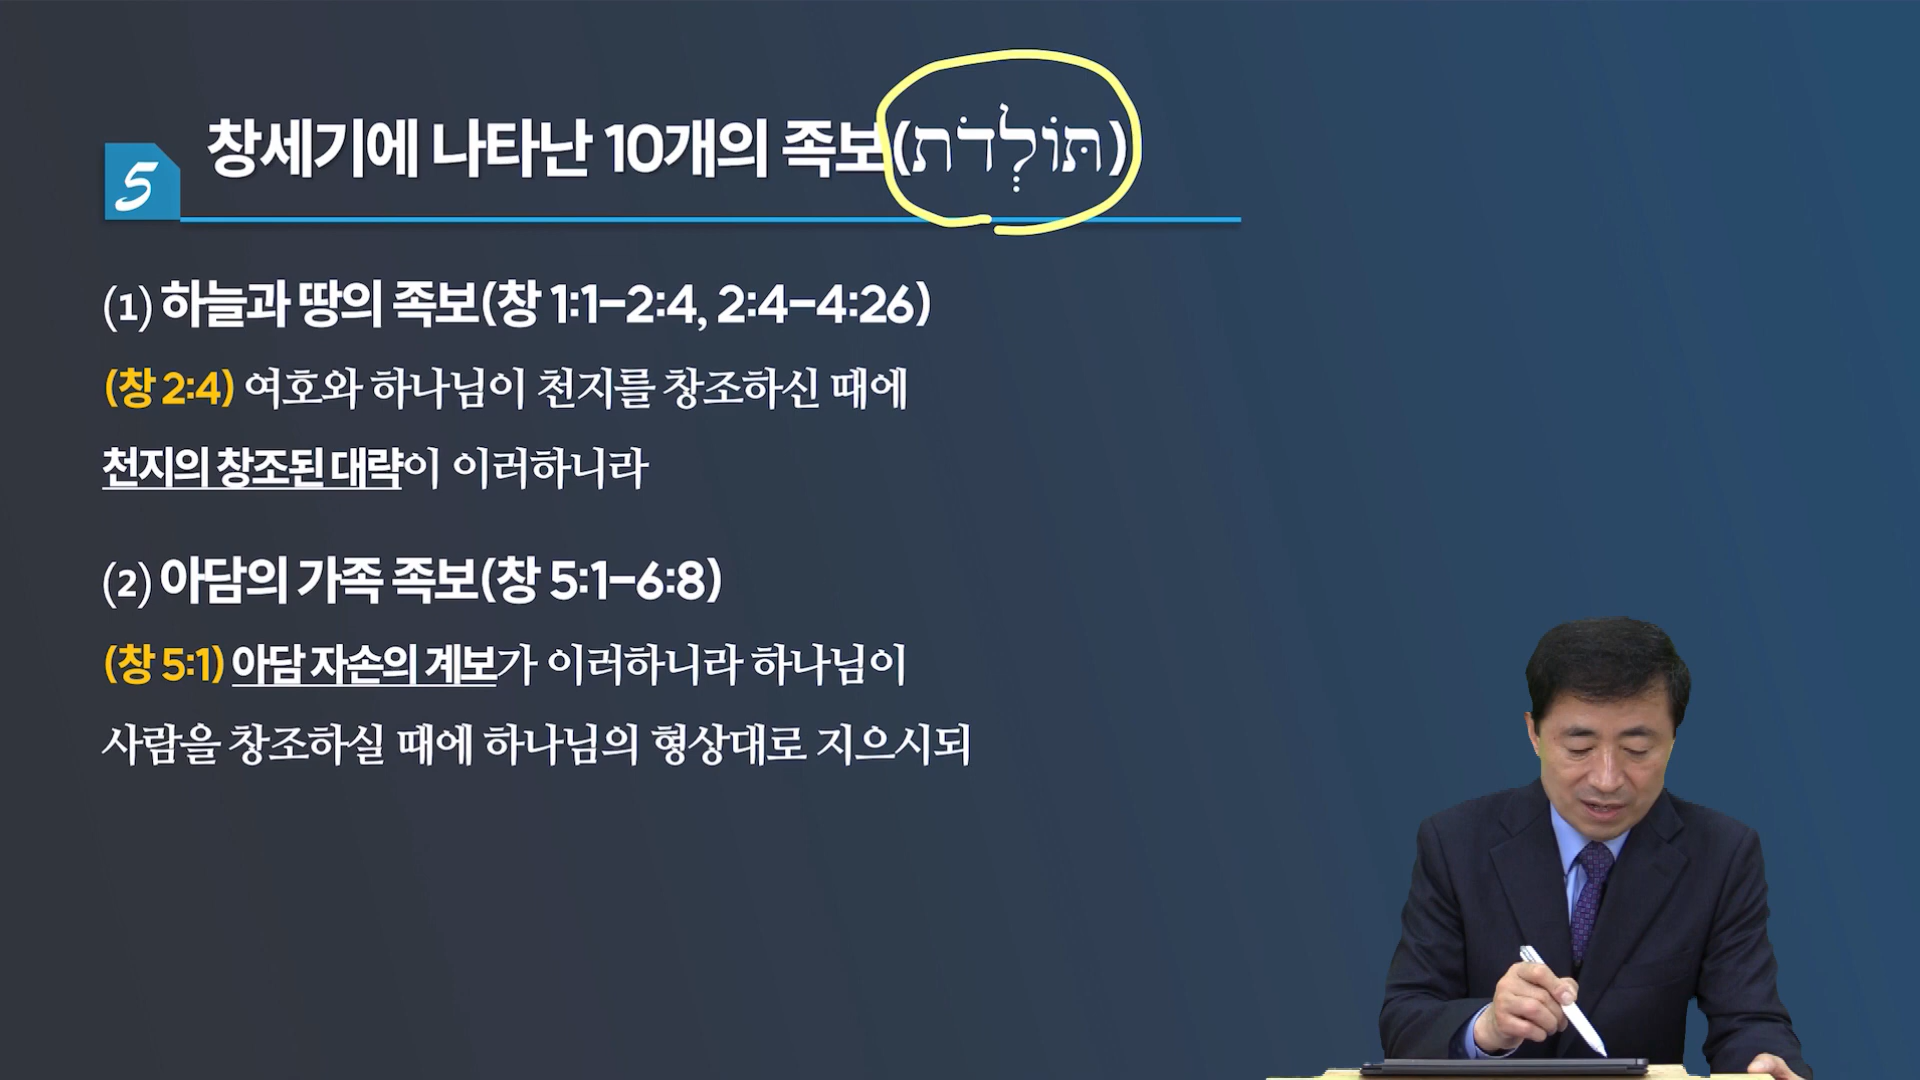 5
창세기에 나타난 10개의 족보(תּוֹלְדֹת)
(1) 하늘과 땅의 족보(창 1:1-2:4, 2:4-4:26)
(창 2:4) 여호와 하나님이 천지를 창조하신 때에
천지의 창조된 대략이 이러하니라
(2) 아담의 가족 족보(창 5:1-6:8)
(창 5:1) 아담 자손의 계보가 이러하니라 하나님이
사람을 창조하실 때에 하나님의 형상대로 지으시되